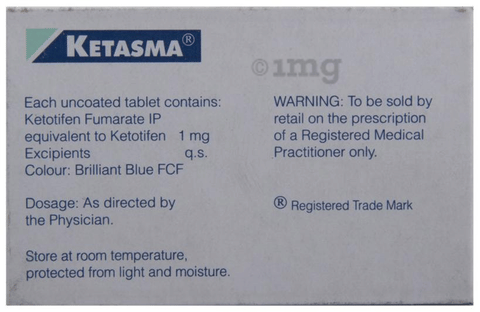 KETASMA®
© 1mg
Each uncoated tablet contains:
Ketotifen Fumarate IP
equivalent to Ketotifen 1 mg
Excipients q.s.
Colour: Brilliant Blue FCF
Dosage: As directed by
the Physician.
Store at room temperature,
protected from light and moisture.
WARNING: To be sold by
retail on the prescription
of a Registered Medical
Practitioner only.
® Registered Trade Mark